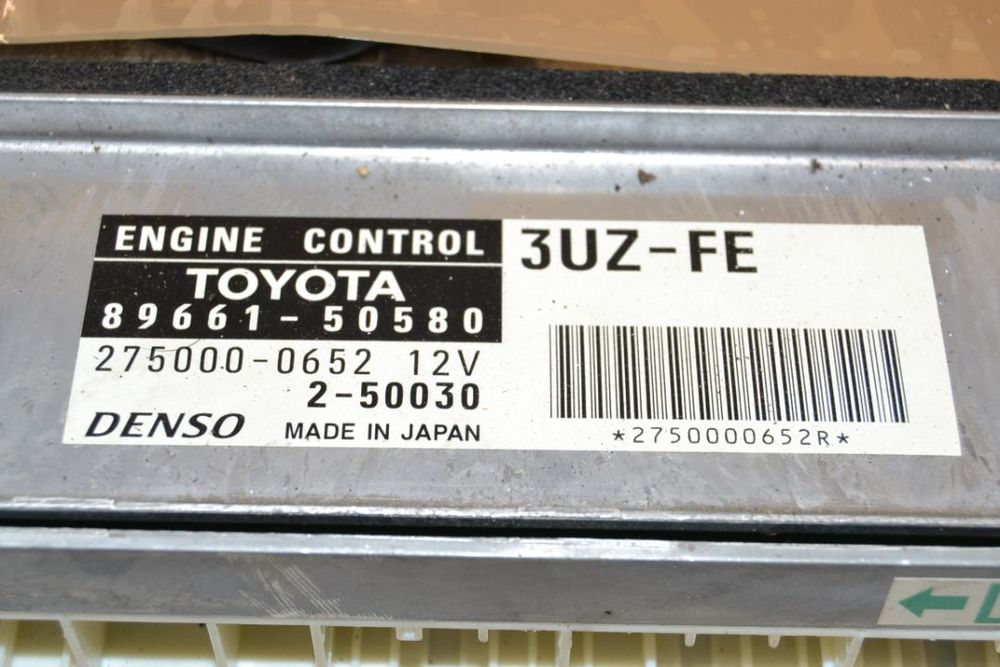 ENGINE CONTROL
TOYOTA
89661-50580
275000-0652 12V
2-50030
DENSO MADE IN JAPAN
3UZ-FE
*2750000652R*